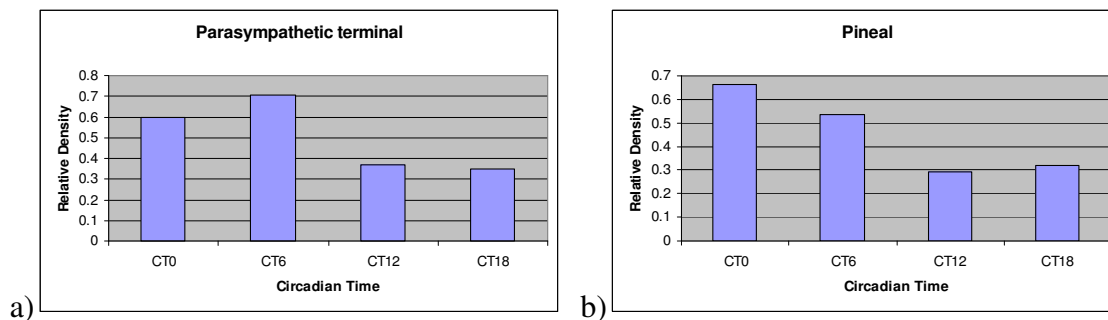 a)
Parasympathetic terminal
Relative Density
0.8
0.7
0.6
0.5
0.4
0.3
0.2
0.1
0
CT0 CT6 CT12 CT18
Circadian Time
b)
Pineal
Relative Density
0.7
0.6
0.5
0.4
0.3
0.2
0.1
0
CT0 CT6 CT12 CT18
Circadian Time